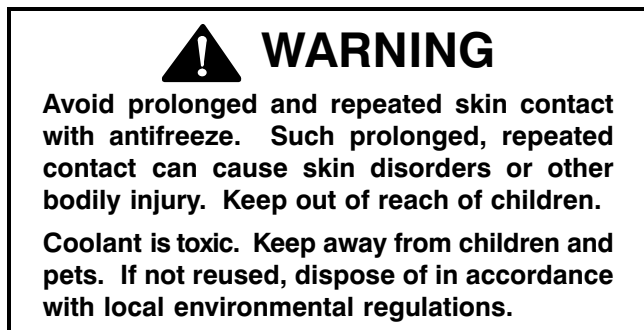 WARNING
Avoid prolonged and repeated skin contact
with antifreeze. Such prolonged, repeated
contact can cause skin disorders or other
bodily injury. Keep out of reach of children.
Coolant is toxic. Keep away from children and
pets. If not reused, dispose of in accordance
with local environmental regulations.